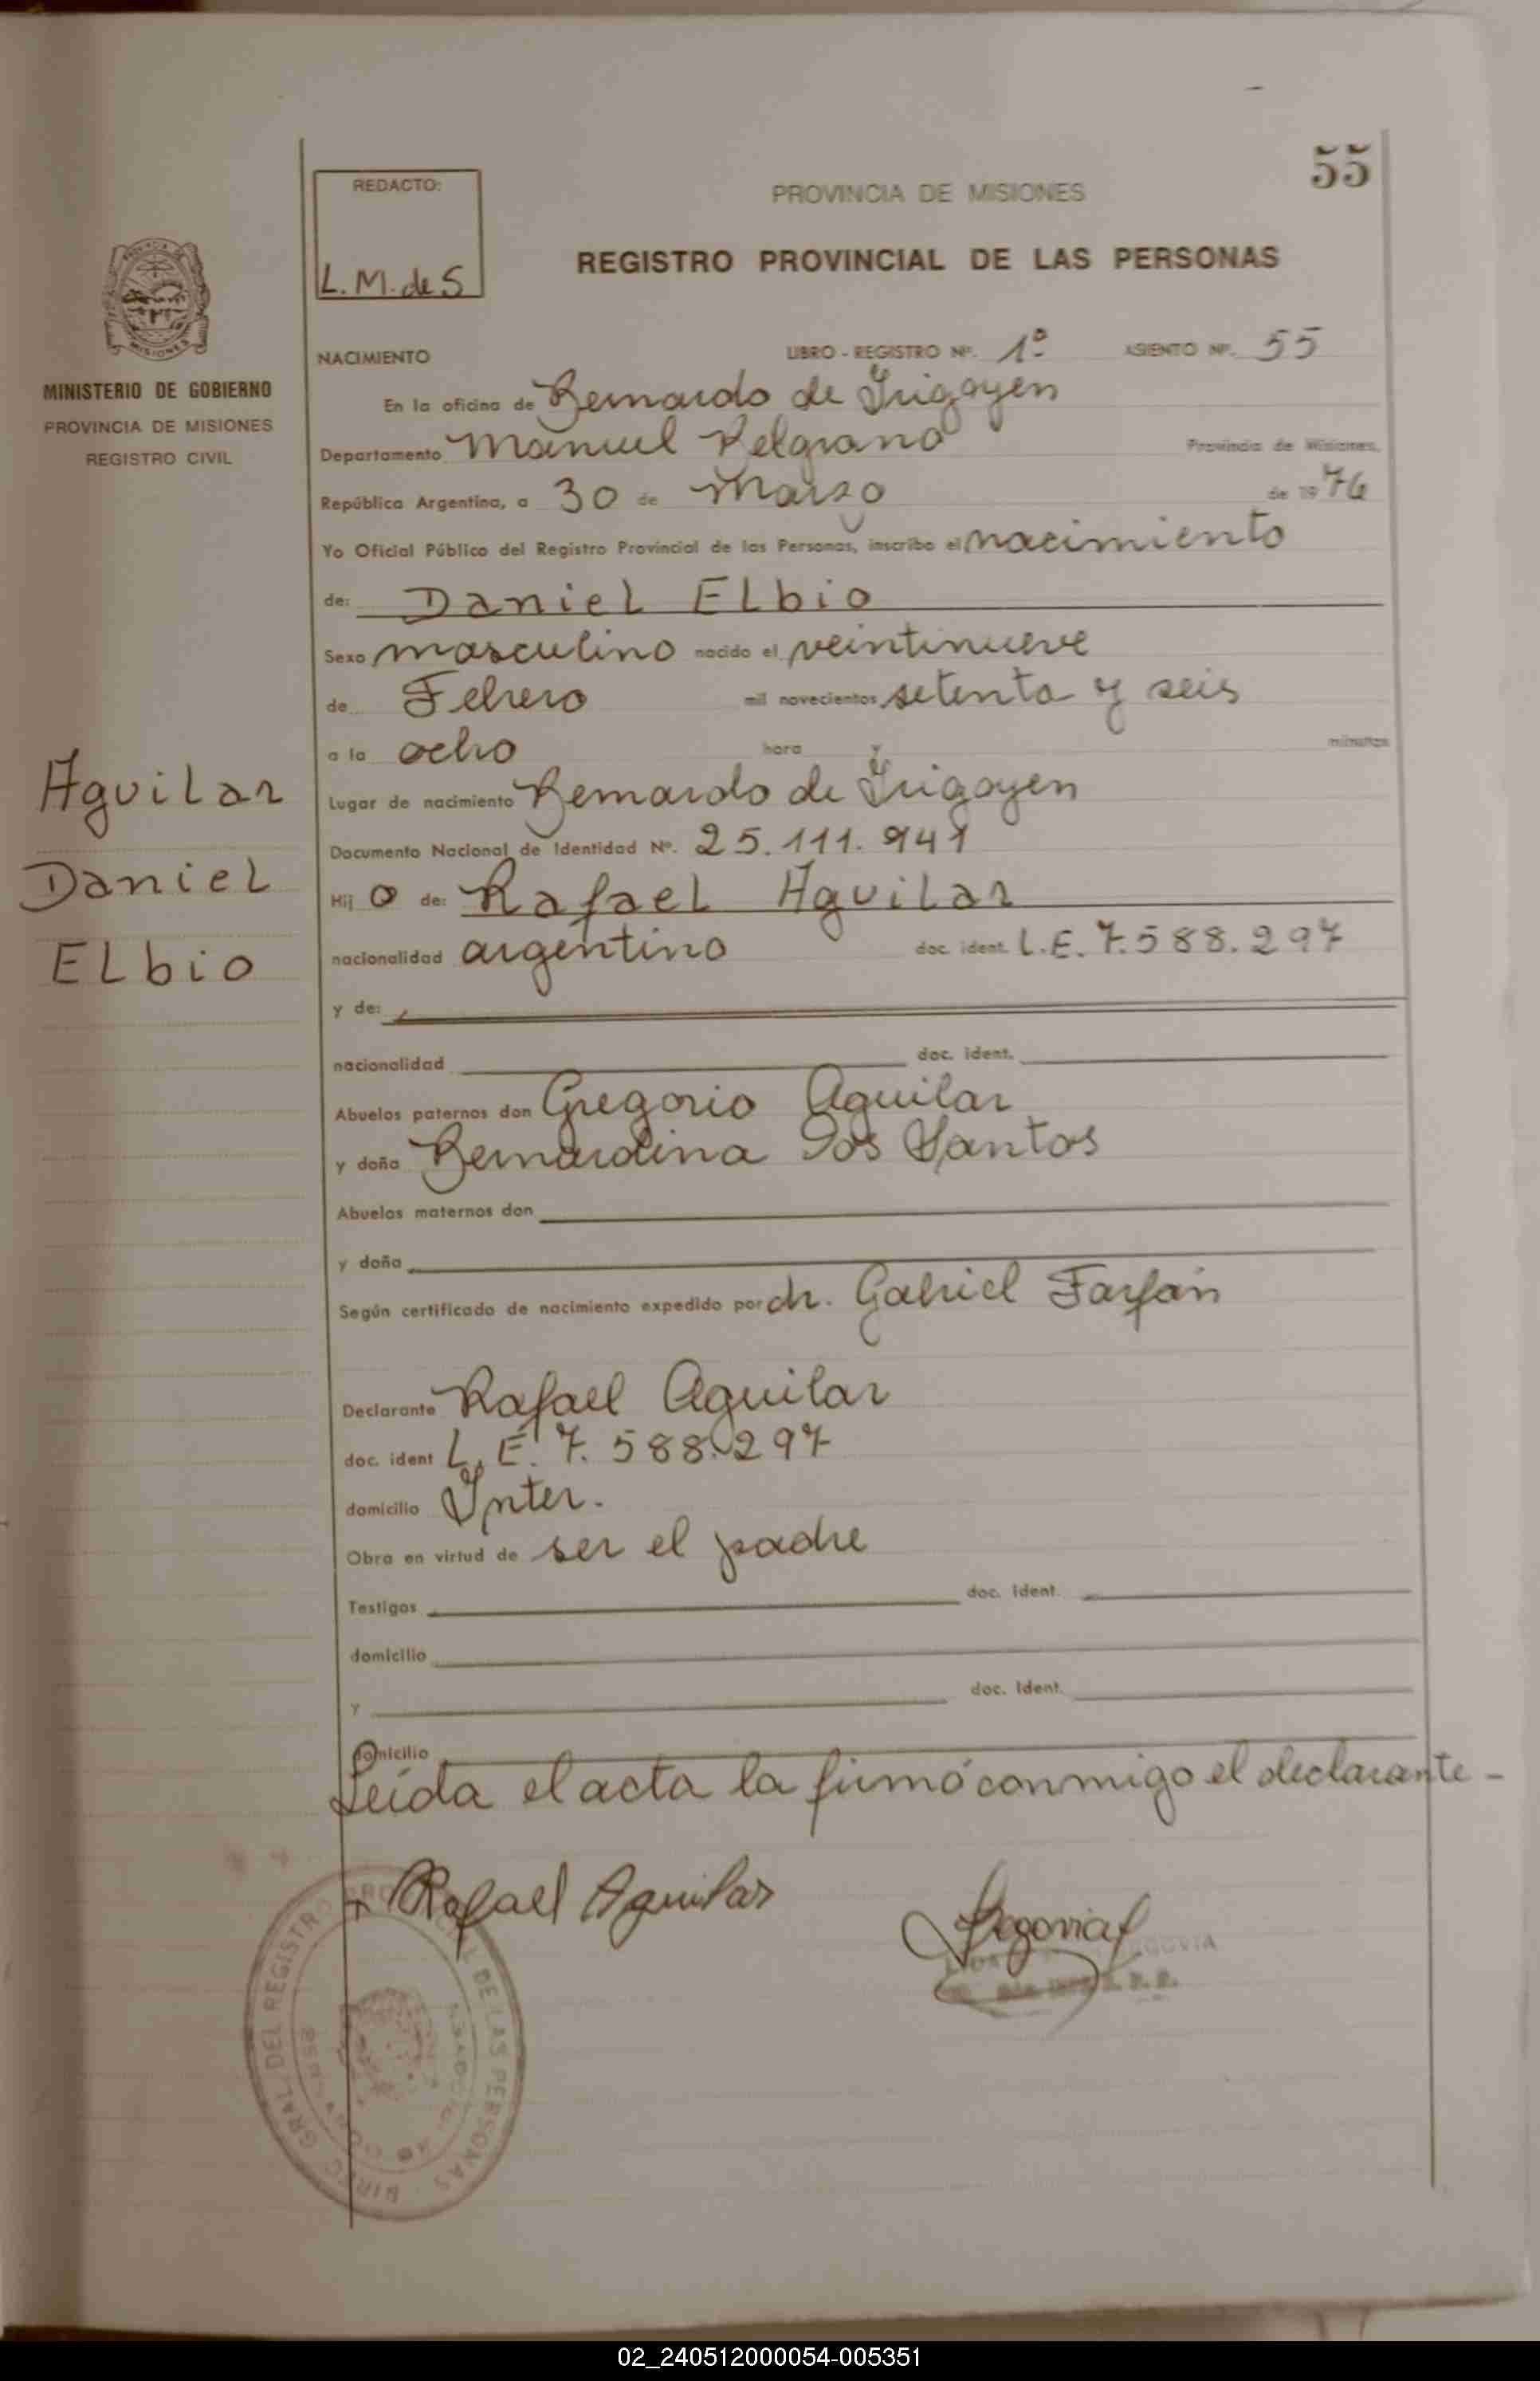 55
REDACTO:
L.M. de S
PROVINCIA DE MISIONES
REGISTRO PROVINCIAL DE LAS PERSONAS
PROVINCIA DE
MISIONES
MINISTERIO DE GOBIERNO
PROVINCIA DE MISIONES
REGISTRO CIVIL
NACIMIENTO LIBRO - REGISTRO Nº. 1º ASIENTO Nº. 55
En la oficina de Bernardo de Irigoyen
Departamento Manuel Belgrano Provincia de Misiones,
República Argentina, a 30 de Marzo de 1976
Yo Oficial Público del Registro Provincial de las Personas, inscribo el nacimiento
de: Daniel Elbio
Sexo masculino nacido el veintinueve
de Febrero mil novecientos setenta y seis
a la ocho hora y minutos
Lugar de nacimiento Bernardo de Irigoyen
Documento Nacional de Identidad Nº. 25.111.941
Hij o de: Rafael Aguilar
nacionalidad argentino doc. ident. L.E. 7.588.297
y de:
nacionalidad doc. ident.
Abuelos paternos don Gregorio Aguilar
y doña Bernardina Dos Santos
Abuelos maternos don
y doña
Según certificado de nacimiento expedido por dr. Gabriel Farfán
Declarante Rafael Aguilar
doc. ident L.E. 7.588.297
domicilio Inter.
Obra en virtud de ser el padre
Testigos doc. ident.
domicilio
y doc. ident.
domicilio
Leída el acta la firmó conmigo el declarante -
Aguilar
Daniel
Elbio
Rafael Aguilar
Segovia
DIREC. GRAL. DEL REGISTRO PROVINCIAL DE LAS PERSONAS
02_240512000054-005351